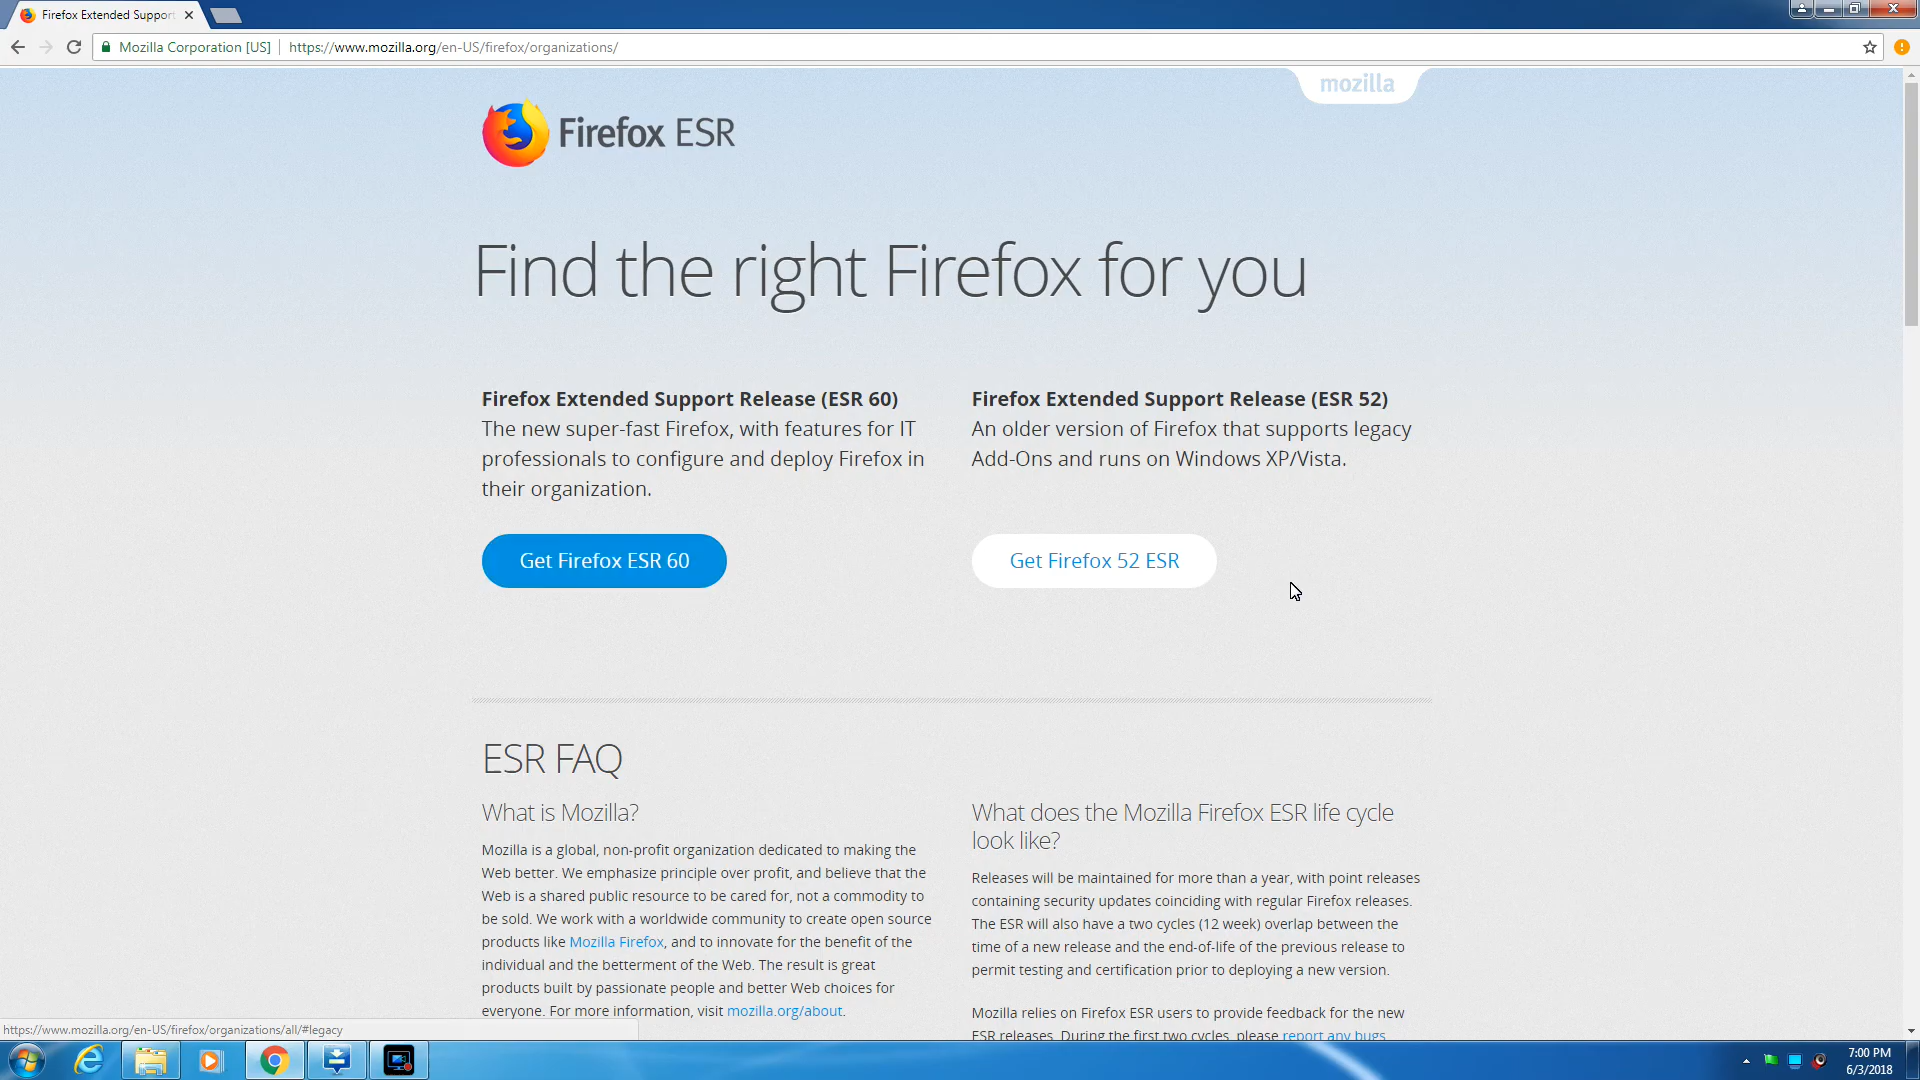 Firefox Extended Support
Mozilla Corporation [US]
https://www.mozilla.org/en-US/firefox/organizations/
mozilla
Firefox ESR
Find the right Firefox for you
Firefox Extended Support Release (ESR 60)
The new super-fast Firefox, with features for IT
professionals to configure and deploy Firefox in
their organization.
Get Firefox ESR 60
Firefox Extended Support Release (ESR 52)
An older version of Firefox that supports legacy
Add-Ons and runs on Windows XP/Vista.
Get Firefox 52 ESR
ESR FAQ
What is Mozilla?
Mozilla is a global, non-profit organization dedicated to making the
Web better. We emphasize principle over profit, and believe that the
Web is a shared public resource to be cared for, not a commodity to
be sold. We work with a worldwide community to create open source
products like Mozilla Firefox, and to innovate for the benefit of the
individual and the betterment of the Web. The result is great
products built by passionate people and better Web choices for
everyone. For more information, visit mozilla.org/about.
What does the Mozilla Firefox ESR life cycle
look like?
Releases will be maintained for more than a year, with point releases
containing security updates coinciding with regular Firefox releases.
The ESR will also have a two cycles (12 week) overlap between the
time of a new release and the end-of-life of the previous release to
permit testing and certification prior to deploying a new version.
Mozilla relies on Firefox ESR users to provide feedback for the new
ESR releases. During the first two cycles, please report any bugs
https://www.mozilla.org/en-US/firefox/organizations/all/#legacy
7:00 PM
6/3/2018